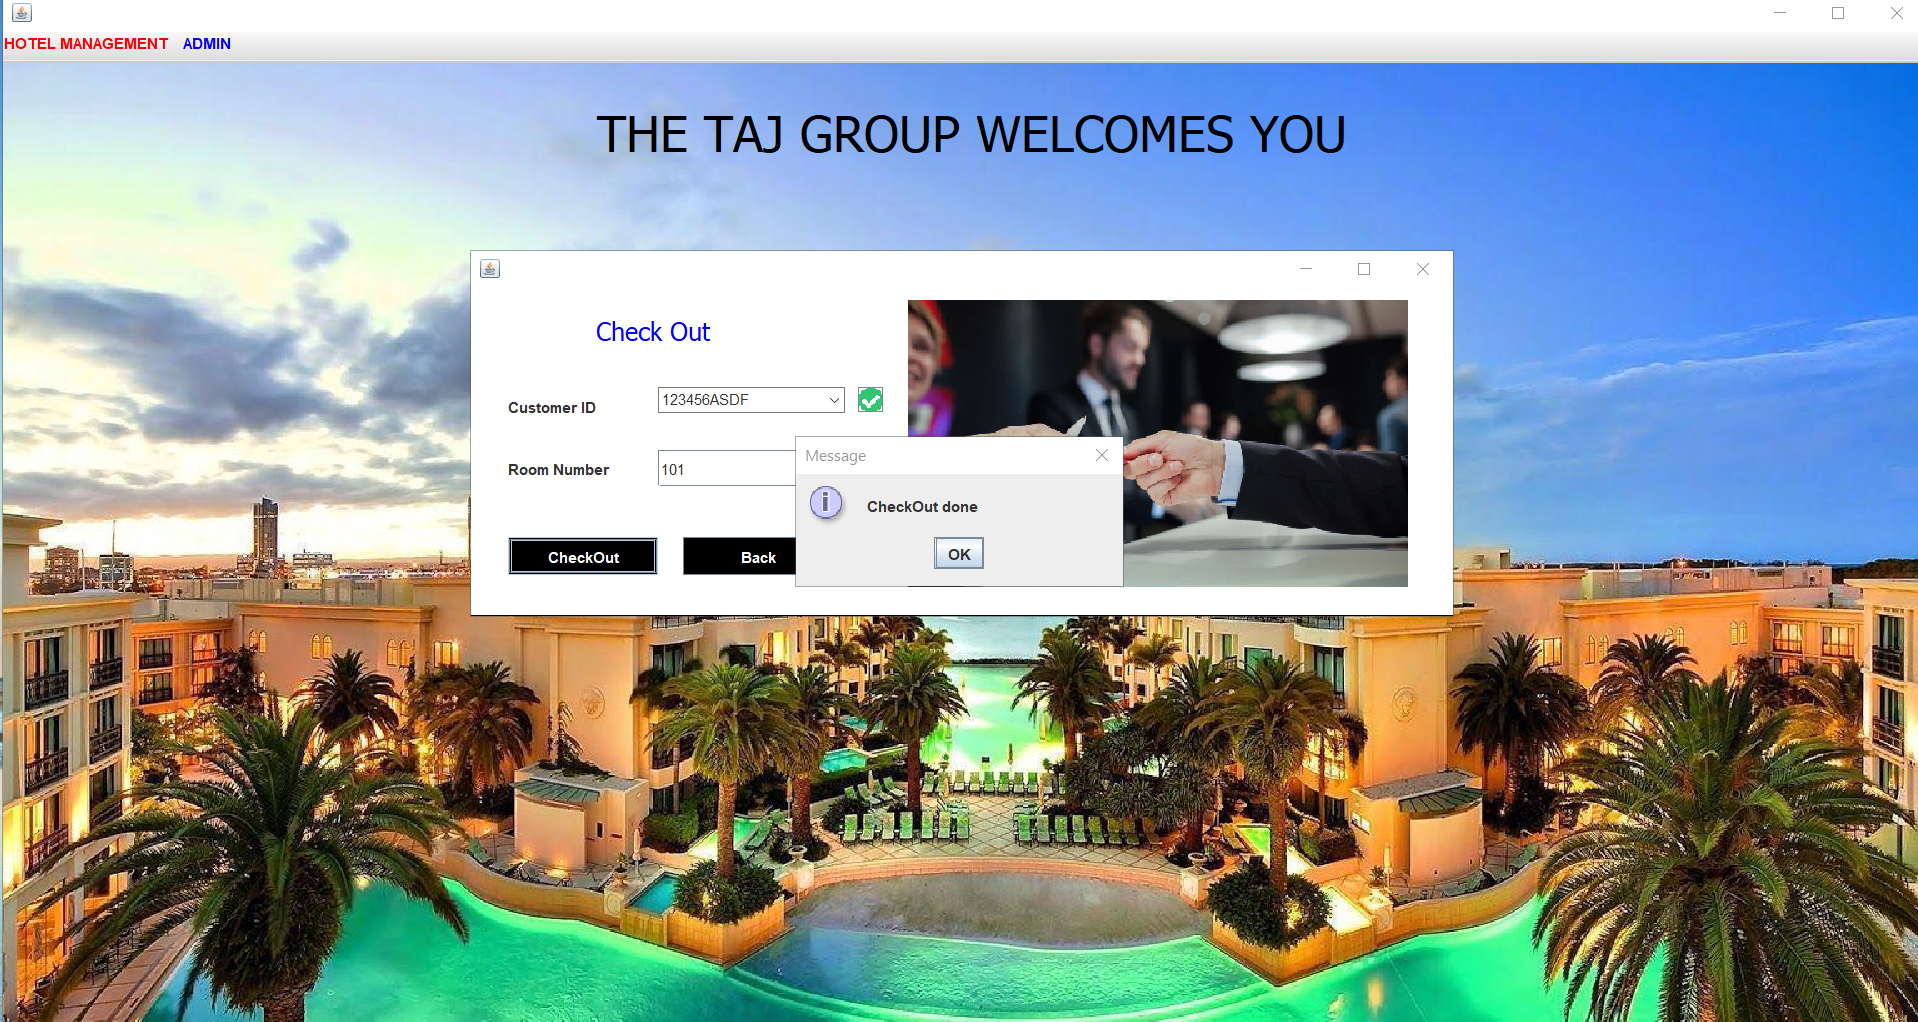 HOTEL MANAGEMENT ADMIN
THE TAJ GROUP WELCOMES YOU
Check Out
Customer ID 123456ASDF
Room Number 101
Message
CheckOut done
OK
CheckOut Back